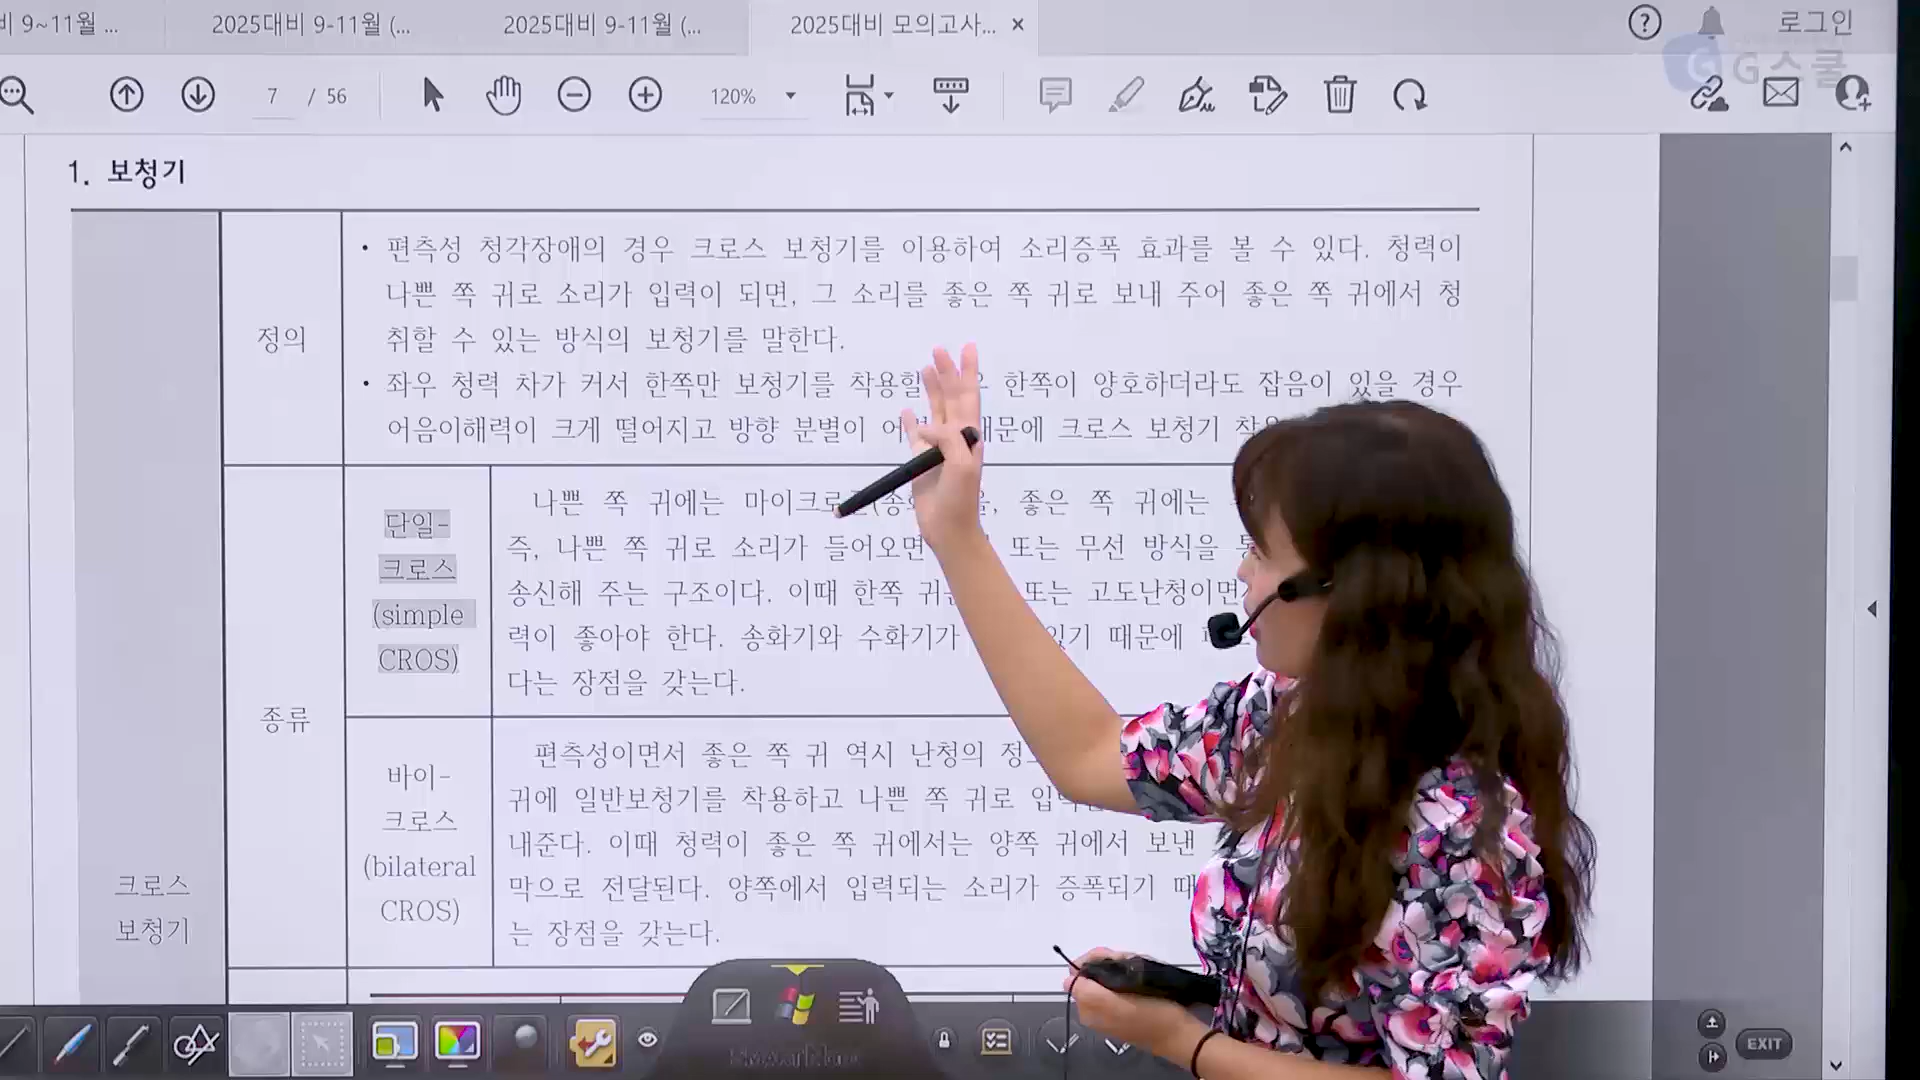 비 9~11월 ...
2025대비 9-11월 (...
2025대비 9-11월 (...
2025대비 모의고사...
로그인
G스쿨
7 / 56
120%
1. 보청기
정의
• 편측성 청각장애의 경우 크로스 보청기를 이용하여 소리증폭 효과를 볼 수 있다. 청력이
나쁜 쪽 귀로 소리가 입력이 되면, 그 소리를 좋은 쪽 귀로 보내 주어 좋은 쪽 귀에서 청
취할 수 있는 방식의 보청기를 말한다.
• 좌우 청력 차가 커서 한쪽만 보청기를 착용할 한쪽이 양호하더라도 잡음이 있을 경우
어음이해력이 크게 떨어지고 방향 분별이 때문에 크로스 보청기
종류
단일-
크로스
(simple
CROS)
나쁜 쪽 귀에는 좋은 쪽 귀에는
즉, 나쁜 쪽 귀로 소리가 들어오면 또는 무선 방식을
송신해 주는 구조이다. 이때 한쪽 또는 고도난청이면서
력이 좋아야 한다. 송화기와 수화기가 있기 때문에
다는 장점을 갖는다.
바이-
크로스
(bilateral
CROS)
편측성이면서 좋은 쪽 귀 역시 난청의
귀에 일반보청기를 착용하고 나쁜 쪽 귀로
내준다. 이때 청력이 좋은 쪽 귀에서는 양쪽 귀에서 보낸
막으로 전달된다. 양쪽에서 입력되는 소리가 증폭되기
는 장점을 갖는다.
크로스
보청기
EXIT